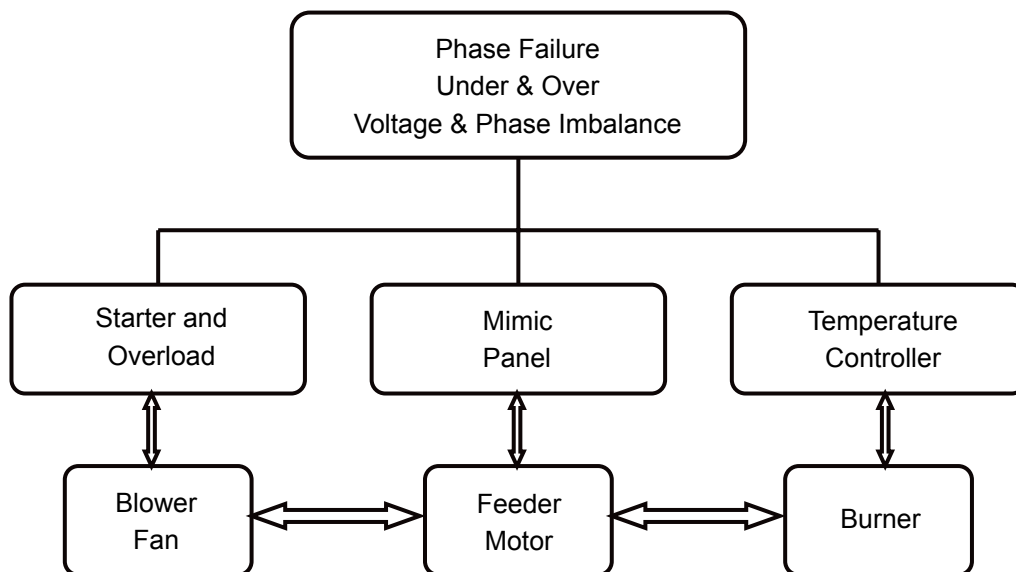 Phase Failure
Under & Over
Voltage & Phase Imbalance
Starter and
Overload
Mimic
Panel
Temperature
Controller
Blower
Fan
Feeder
Motor
Burner